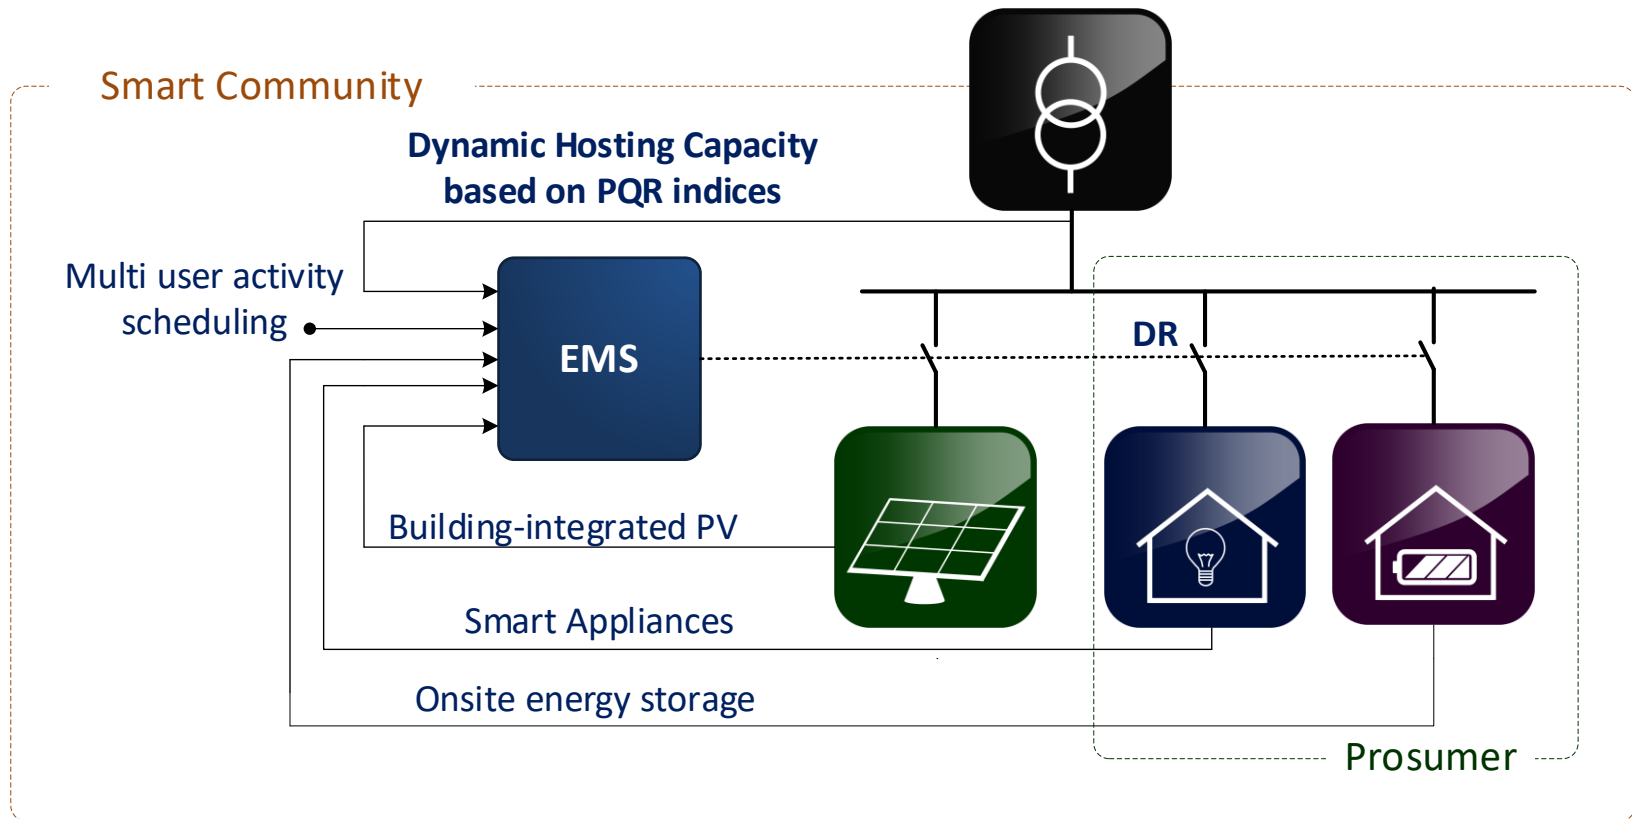 Smart Community
Dynamic Hosting Capacity
based on PQR indices
Multi user activity
scheduling
EMS
DR
Building-integrated PV
Smart Appliances
Onsite energy storage
Prosumer